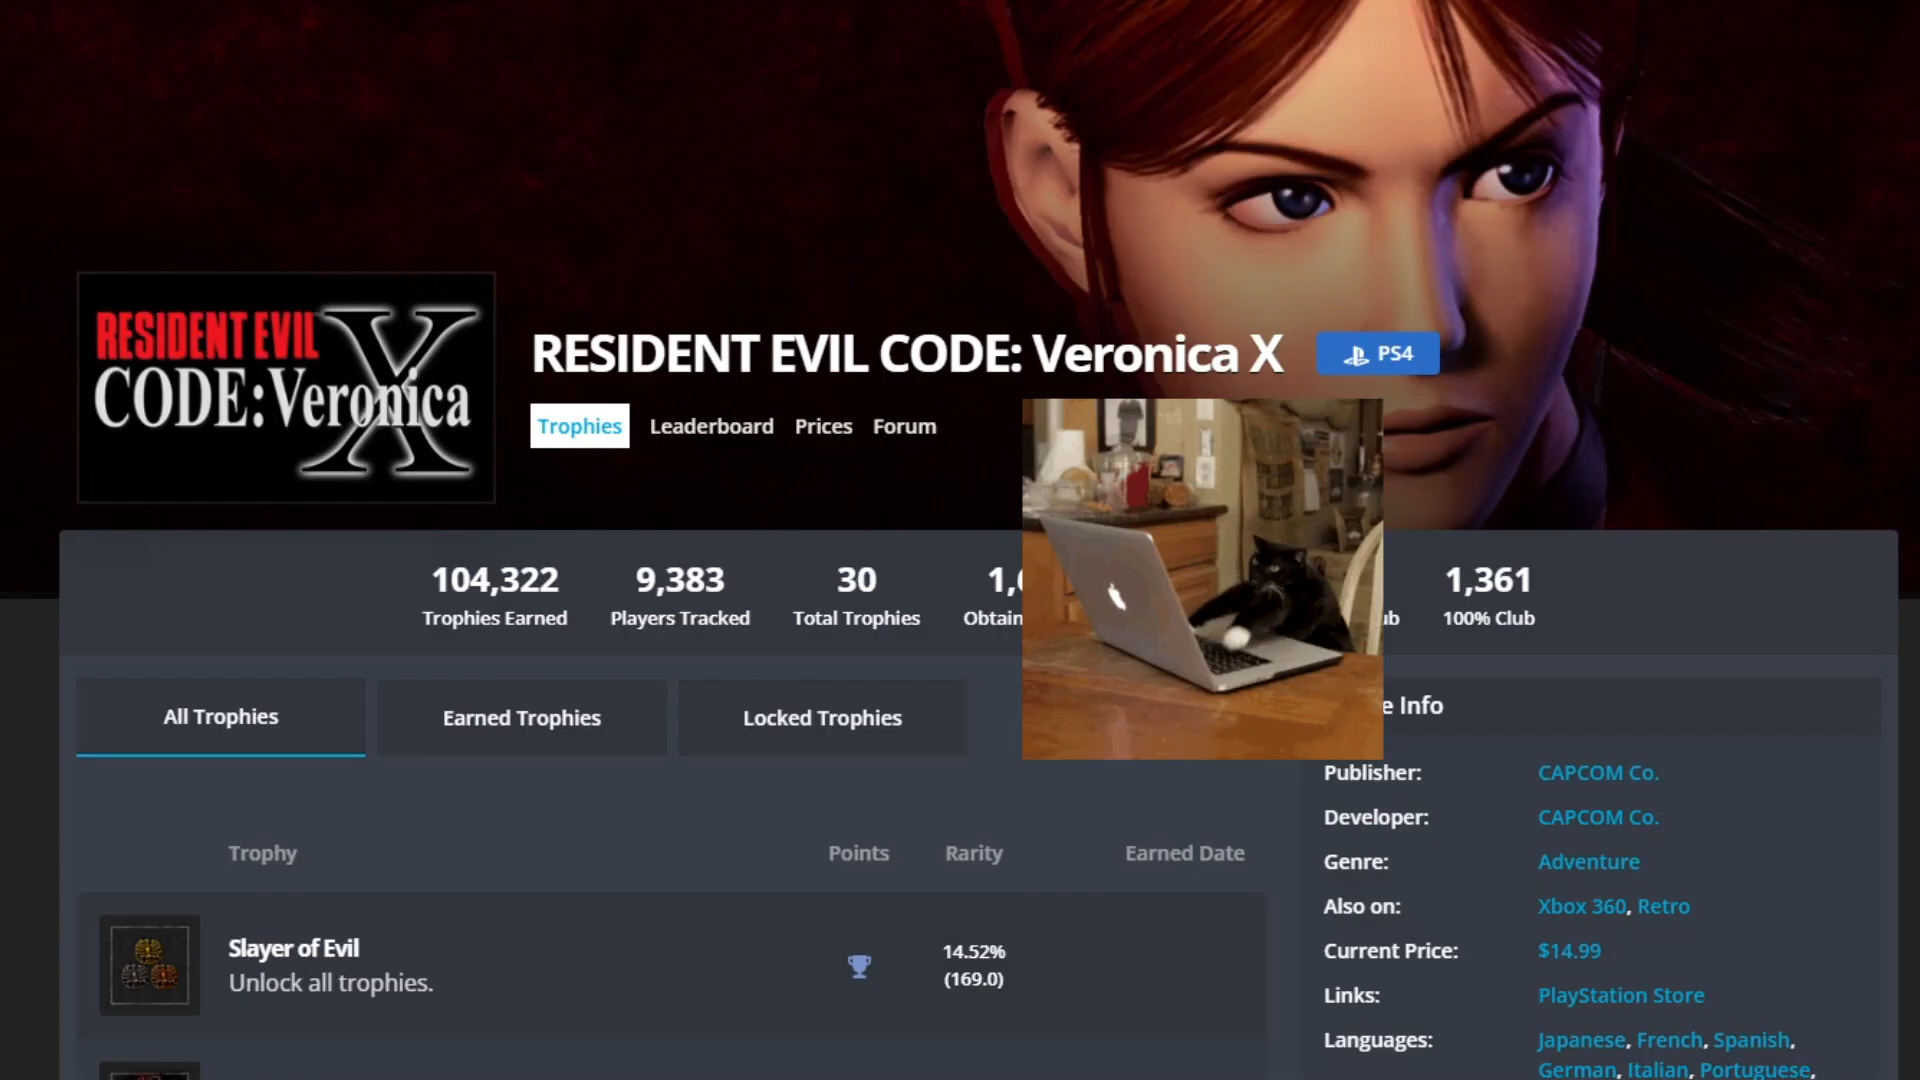 RESIDENT EVIL
CODE:Veronica
X
RESIDENT EVIL CODE: Veronica X
PS4
Trophies
Leaderboard
Prices
Forum
104,322
Trophies Earned
9,383
Players Tracked
30
Total Trophies
1,361
100% Club
All Trophies
Earned Trophies
Locked Trophies
Info
Trophy
Points
Rarity
Earned Date
Slayer of Evil
Unlock all trophies.
14.52%
(169.0)
Publisher:
CAPCOM Co.
Developer:
CAPCOM Co.
Genre:
Adventure
Also on:
Xbox 360, Retro
Current Price:
$14.99
Links:
PlayStation Store
Languages:
Japanese, French, Spanish,
German, Italian, Portuguese,